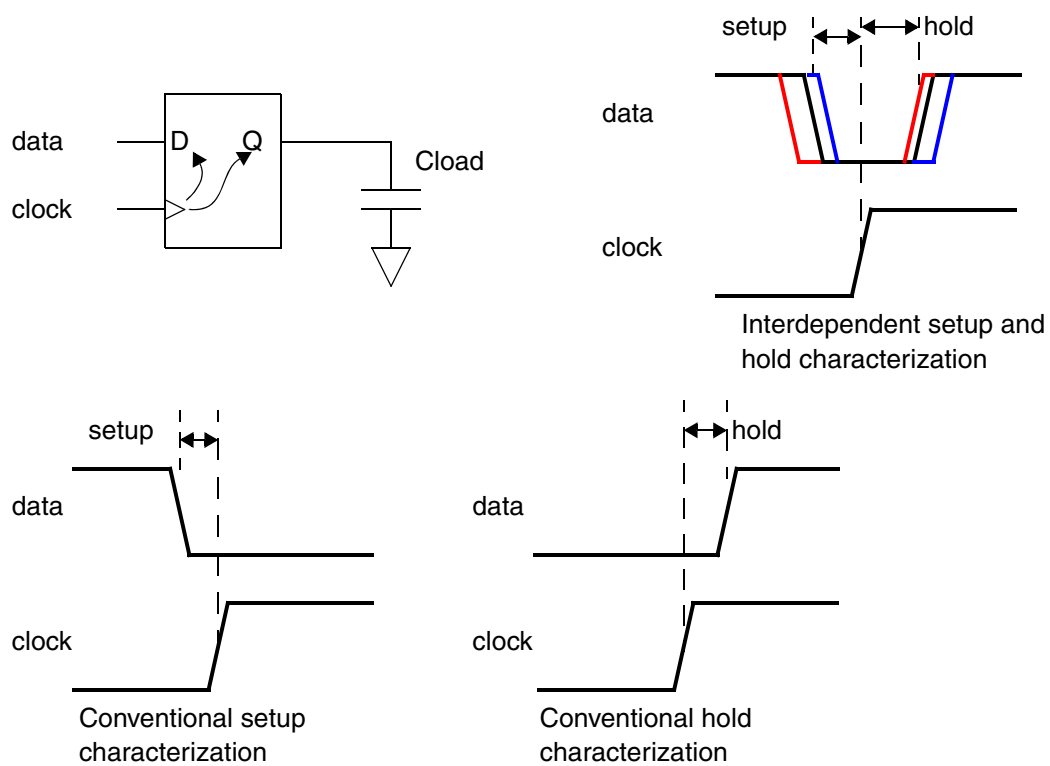 setup
hold
data
D
Q
Cload
clock
data
clock
Interdependent setup and
hold characterization
setup
data
clock
Conventional setup
characterization
hold
data
clock
Conventional hold
characterization